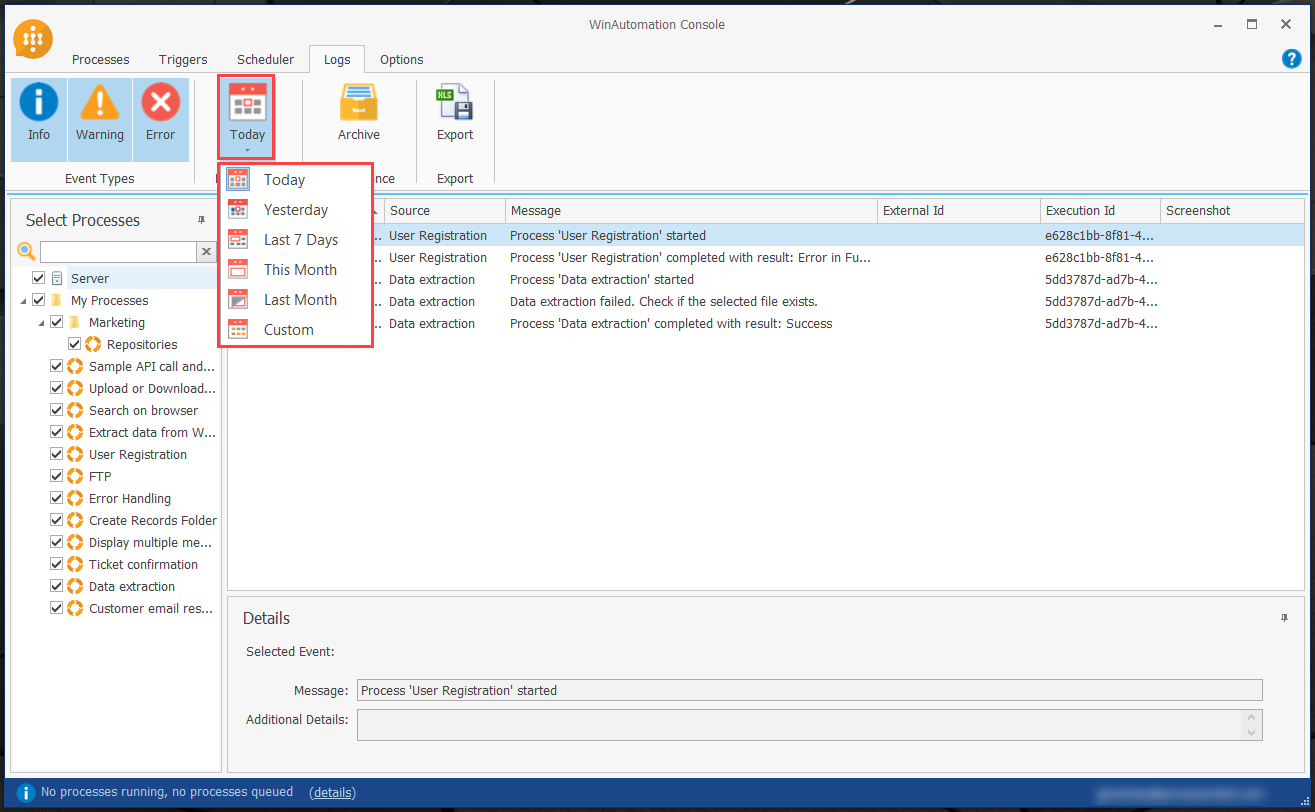 WinAutomation Console
Processes Triggers Scheduler Logs Options
Info Warning Error Today Archive Export
XLS
Event Types nce Export
Today
Yesterday
Last 7 Days
This Month
Last Month
Custom
Select Processes
Server
My Processes
Marketing
Repositories
Sample API call and...
Upload or Download...
Search on browser
Extract data from W...
User Registration
FTP
Error Handling
Create Records Folder
Display multiple me...
Ticket confirmation
Data extraction
Customer email res...
Source Message External Id Execution Id Screenshot
.. User Registration Process 'User Registration' started e628c1bb-8f81-4...
.. User Registration Process 'User Registration' completed with result: Error in Fu... e628c1bb-8f81-4...
.. Data extraction Process 'Data extraction' started 5dd3787d-ad7b-4...
.. Data extraction Data extraction failed. Check if the selected file exists. 5dd3787d-ad7b-4...
.. Data extraction Process 'Data extraction' completed with result: Success 5dd3787d-ad7b-4...
Details
Selected Event:
Message: Process 'User Registration' started
Additional Details:
No processes running, no processes queued (details)